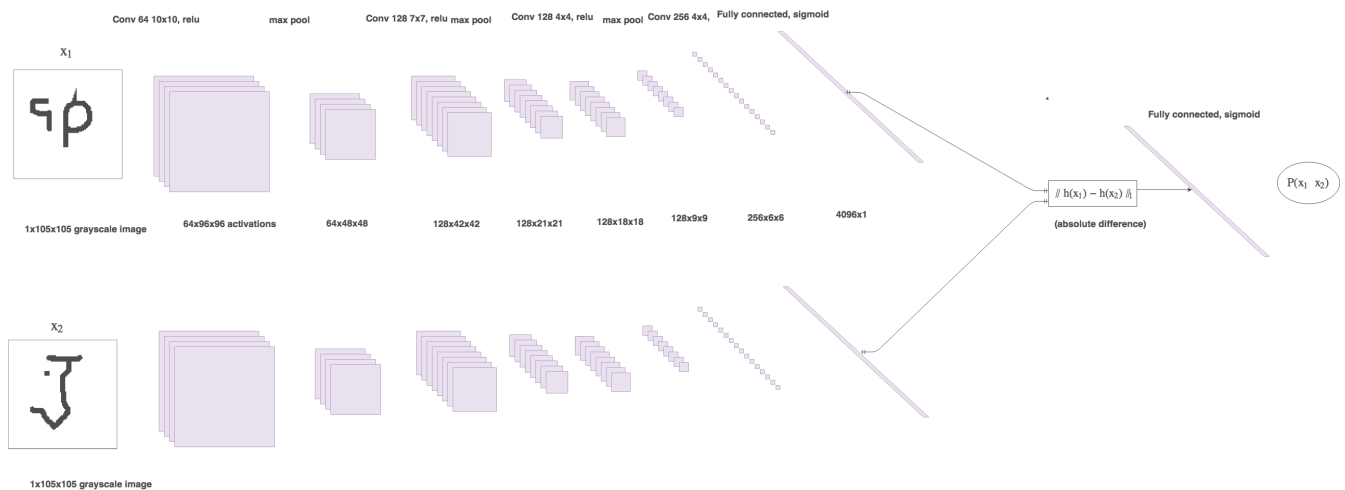 Conv 64 10x10, relu
max pool
Conv 128 7x7, relu
max pool
Conv 128 4x4, relu
max pool
Conv 256 4x4,
Fully connected, sigmoid
x₁
1x105x105 grayscale image
64x96x96 activations
64x48x48
128x42x42
128x21x21
128x18x18
128x9x9
256x6x6
4096x1
Fully connected, sigmoid
∥ h(x₁) − h(x₂) ∥₁
(absolute difference)
P(x₁ x₂)
x₂
1x105x105 grayscale image